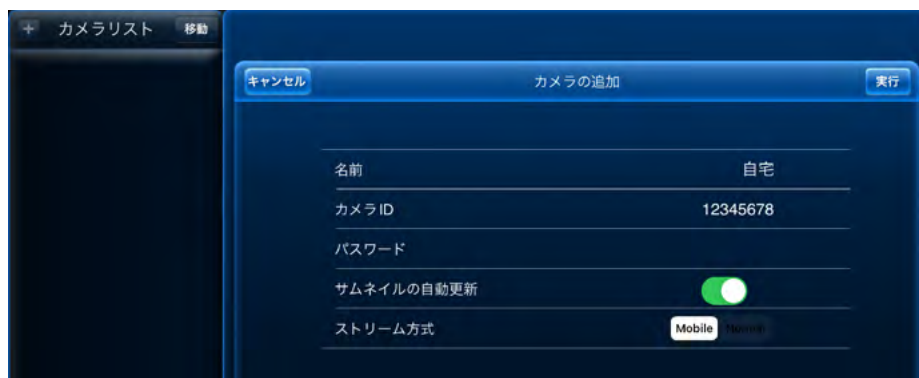 + カメラリスト 移動
キャンセル カメラの追加 実行
名前 自宅
カメラID 12345678
パスワード
サムネイルの自動更新
ストリーム方式 Mobile